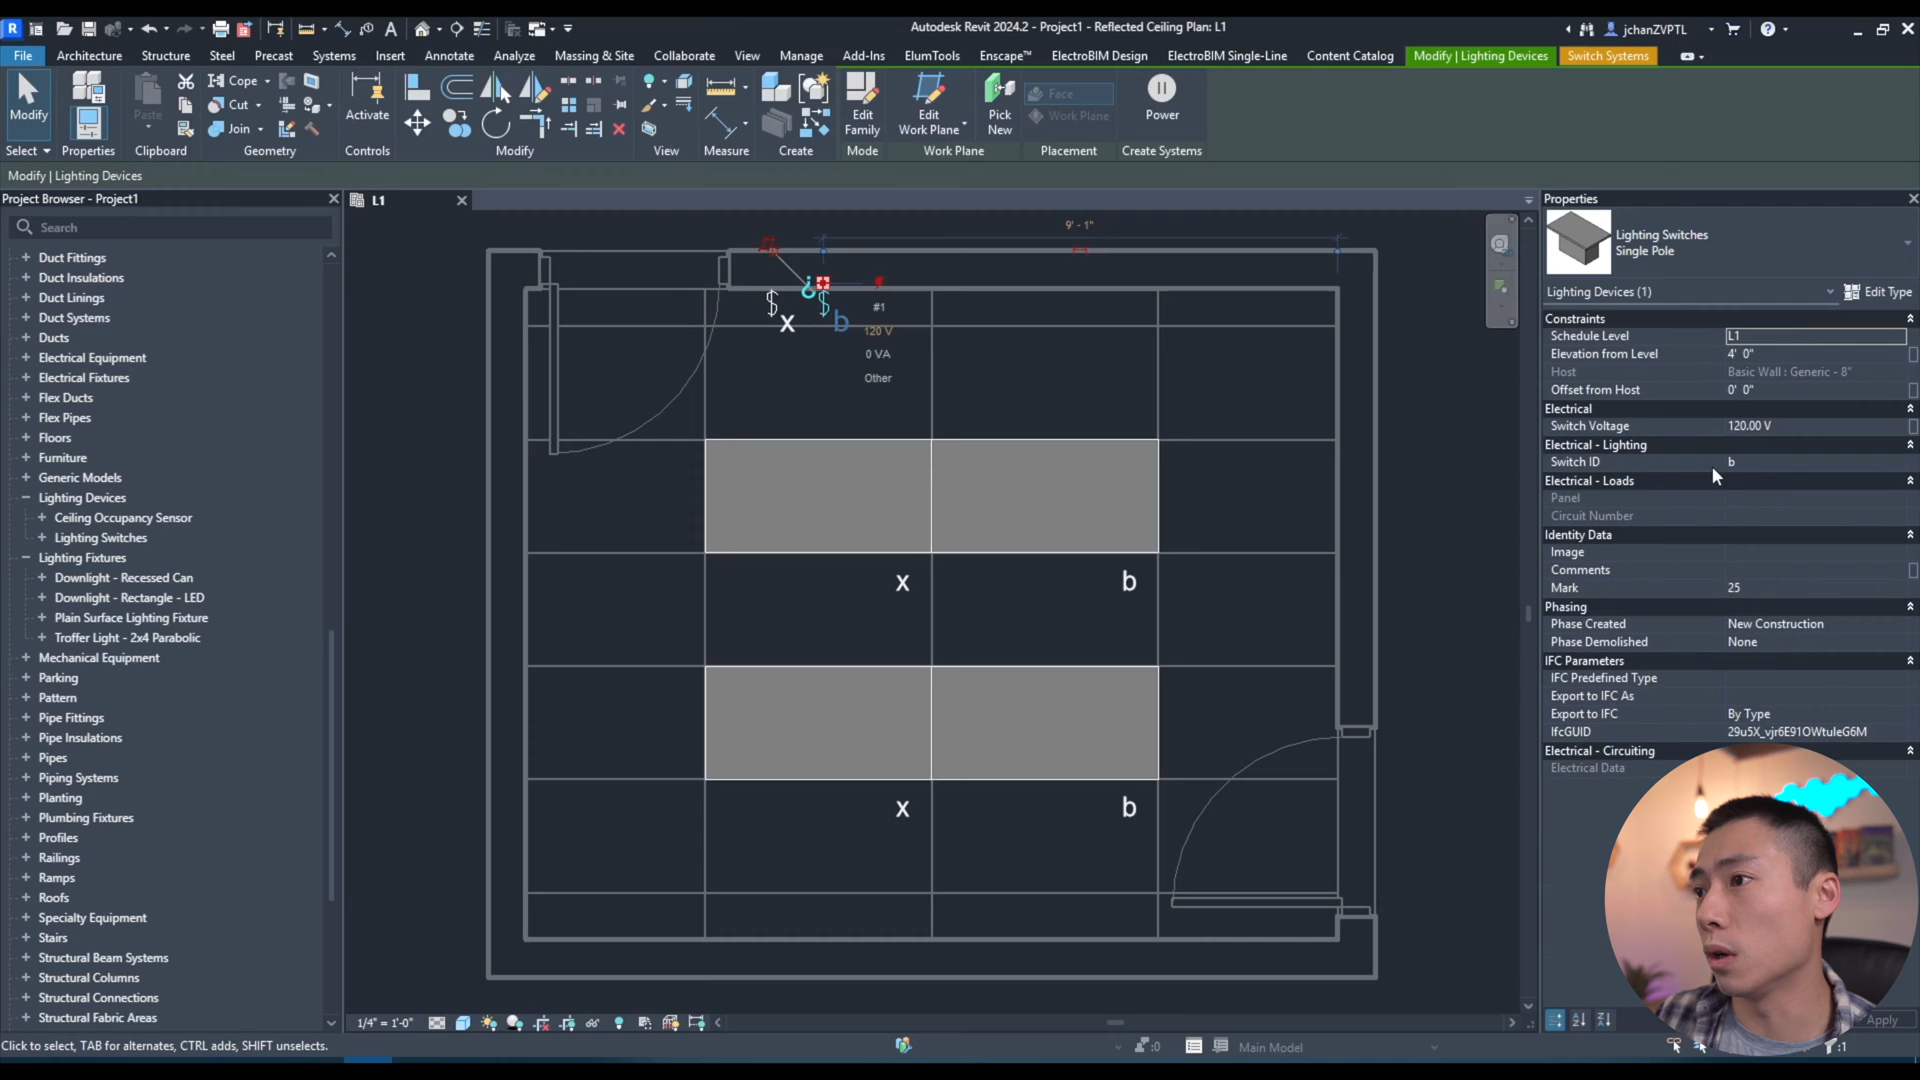 Autodesk Revit 2024.2 - Project1 - Reflected Ceiling Plan: L1
jchanZVPTL
File Architecture Structure Steel Precast Systems Insert Annotate Analyze Massing & Site Collaborate View Manage Add-Ins ElumTools Enscape™ ElectroBIM Design ElectroBIM Single-Line Content Catalog Modify | Lighting Devices Switch Systems
Modify
Paste
Cope
Cut
Join
Activate
Edit Family
Edit Work Plane
Pick New
Face
Work Plane
Power
Select Properties Clipboard Geometry Controls Modify View Measure Create Mode Work Plane Placement Create Systems
Modify | Lighting Devices
Project Browser - Project1
Search
Duct Fittings
Duct Insulations
Duct Linings
Duct Systems
Ducts
Electrical Equipment
Electrical Fixtures
Flex Ducts
Flex Pipes
Floors
Furniture
Generic Models
Lighting Devices
Ceiling Occupancy Sensor
Lighting Switches
Lighting Fixtures
Downlight - Recessed Can
Downlight - Rectangle - LED
Plain Surface Lighting Fixture
Troffer Light - 2x4 Parabolic
Mechanical Equipment
Parking
Pattern
Pipe Fittings
Pipe Insulations
Pipes
Piping Systems
Planting
Plumbing Fixtures
Profiles
Railings
Ramps
Roofs
Specialty Equipment
Stairs
Structural Beam Systems
Structural Columns
Structural Connections
Structural Fabric Areas
L1
9' - 1"
$ $
x b
#1
120 V
0 VA
Other
x b
x b
1/4" = 1'-0"
Properties
Lighting Switches
Single Pole
Lighting Devices (1) Edit Type
Constraints
Schedule Level L1
Elevation from Level 4' 0"
Host Basic Wall : Generic - 8"
Offset from Host 0' 0"
Electrical
Switch Voltage 120.00 V
Electrical - Lighting
Switch ID b
Electrical - Loads
Panel
Circuit Number
Identity Data
Image
Comments
Mark 25
Phasing
Phase Created New Construction
Phase Demolished None
IFC Parameters
IFC Predefined Type
Export to IFC As
Export to IFC By Type
IfcGUID 29u5X_vjr6E91OWtuleG6M
Electrical - Circuiting
Electrical Data
Apply
Click to select, TAB for alternates, CTRL adds, SHIFT unselects.
:0
Main Model
:1